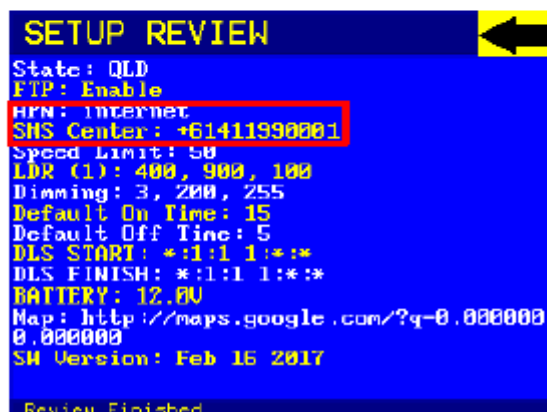 SETUP REVIEW
State: QLD
FTP: Enable
APN: internet
SMS Center: +61411990001
Speed Limit: 50
LDR (1): 400, 900, 100
Dimming: 3, 200, 255
Default On Time: 15
Default Off Time: 5
DLS START: *:1:1 1:*:*
DLS FINISH: *:1:1 1:*:*
BATTERY: 12.0V
Map: http://maps.google.com/?q=0.000000
0.000000
SW Version: Feb 16 2017
Review Finished